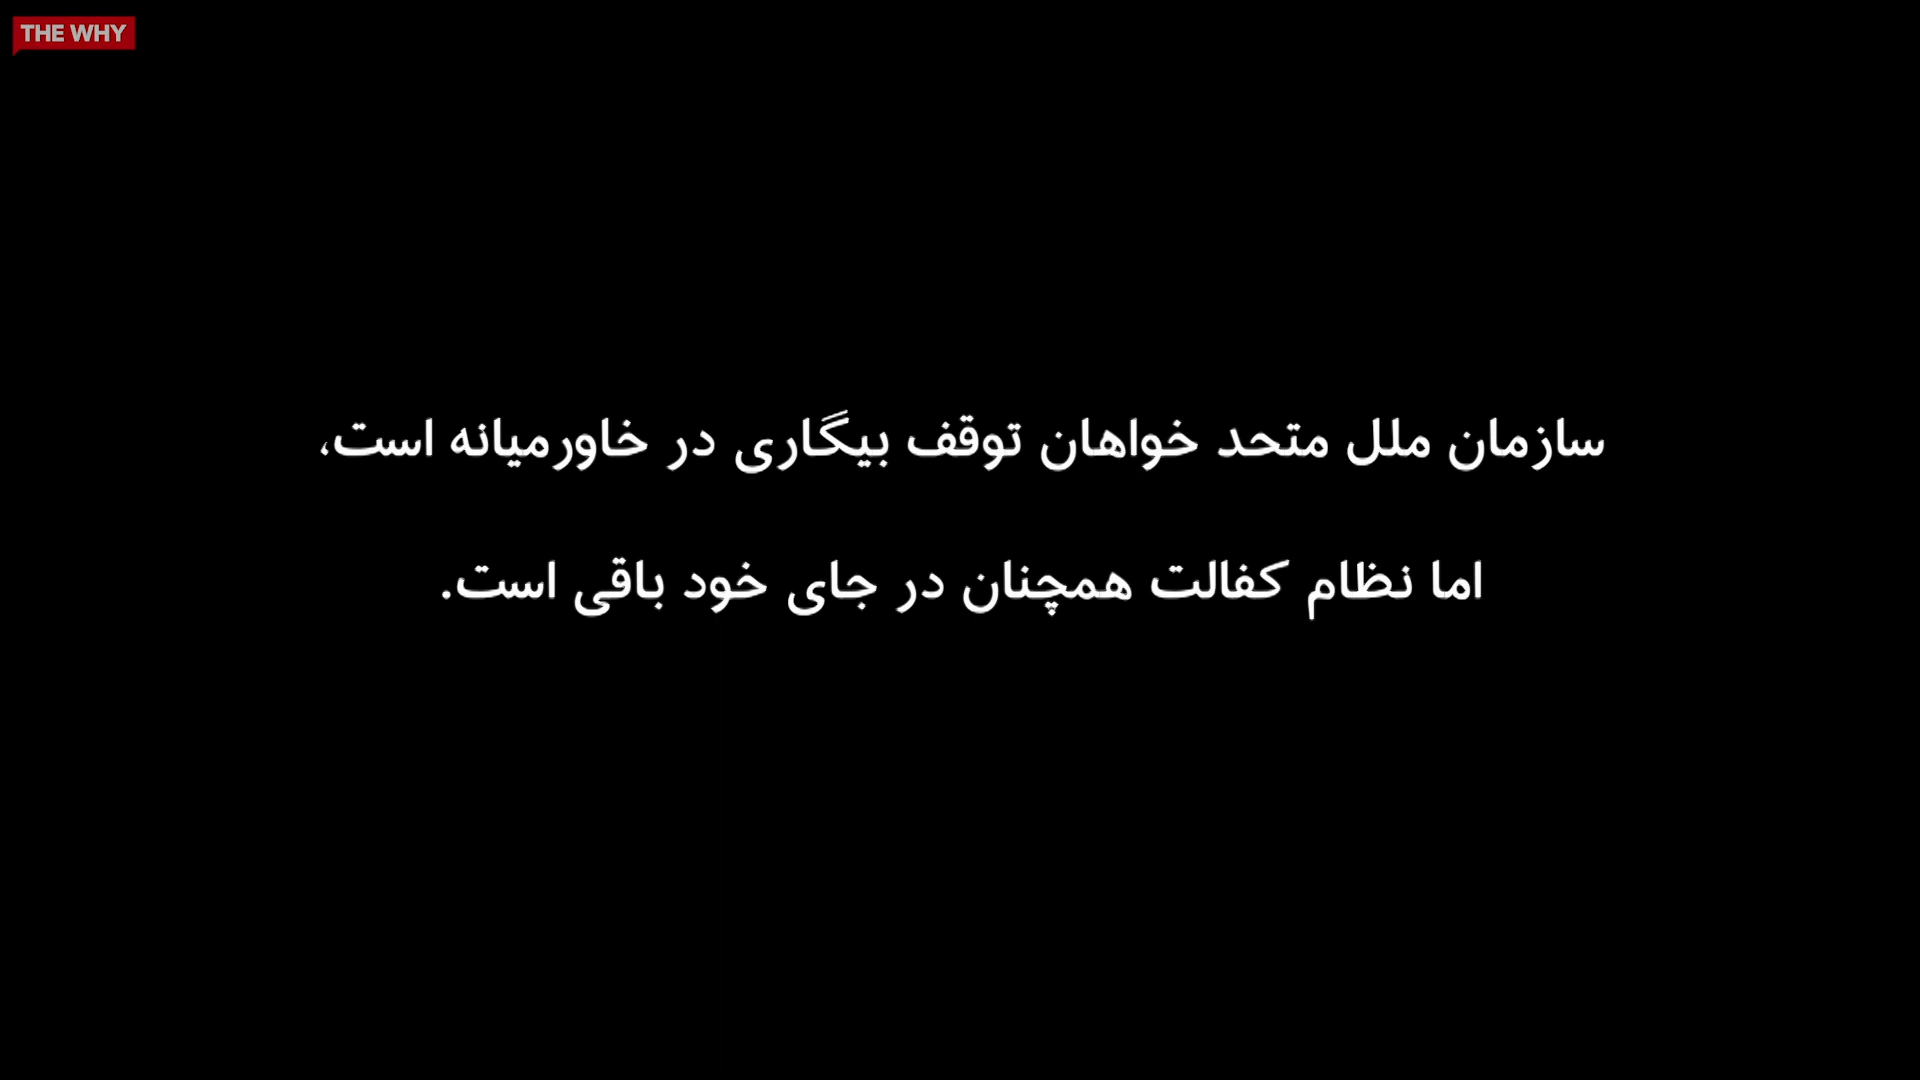 THE WHY
سازمان ملل متحد خواهان توقف بیگاری در خاورمیانه است،
اما نظام کفالت همچنان در جای خود باقی است.